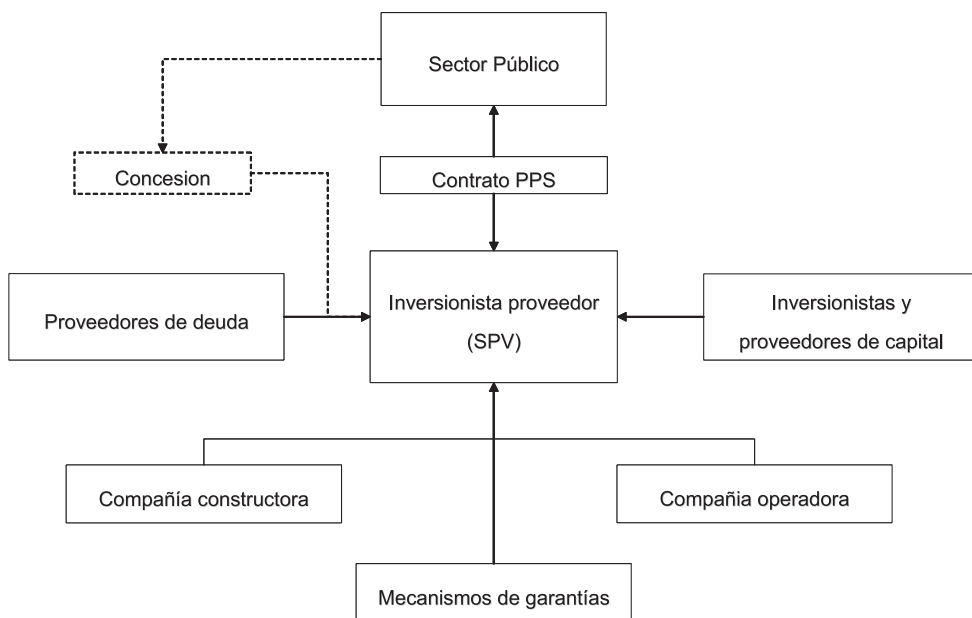 Sector Público
Concesion
Contrato PPS
Proveedores de deuda
Inversionista proveedor
(SPV)
Inversionistas y
proveedores de capital
Compañía constructora
Compañia operadora
Mecanismos de garantías